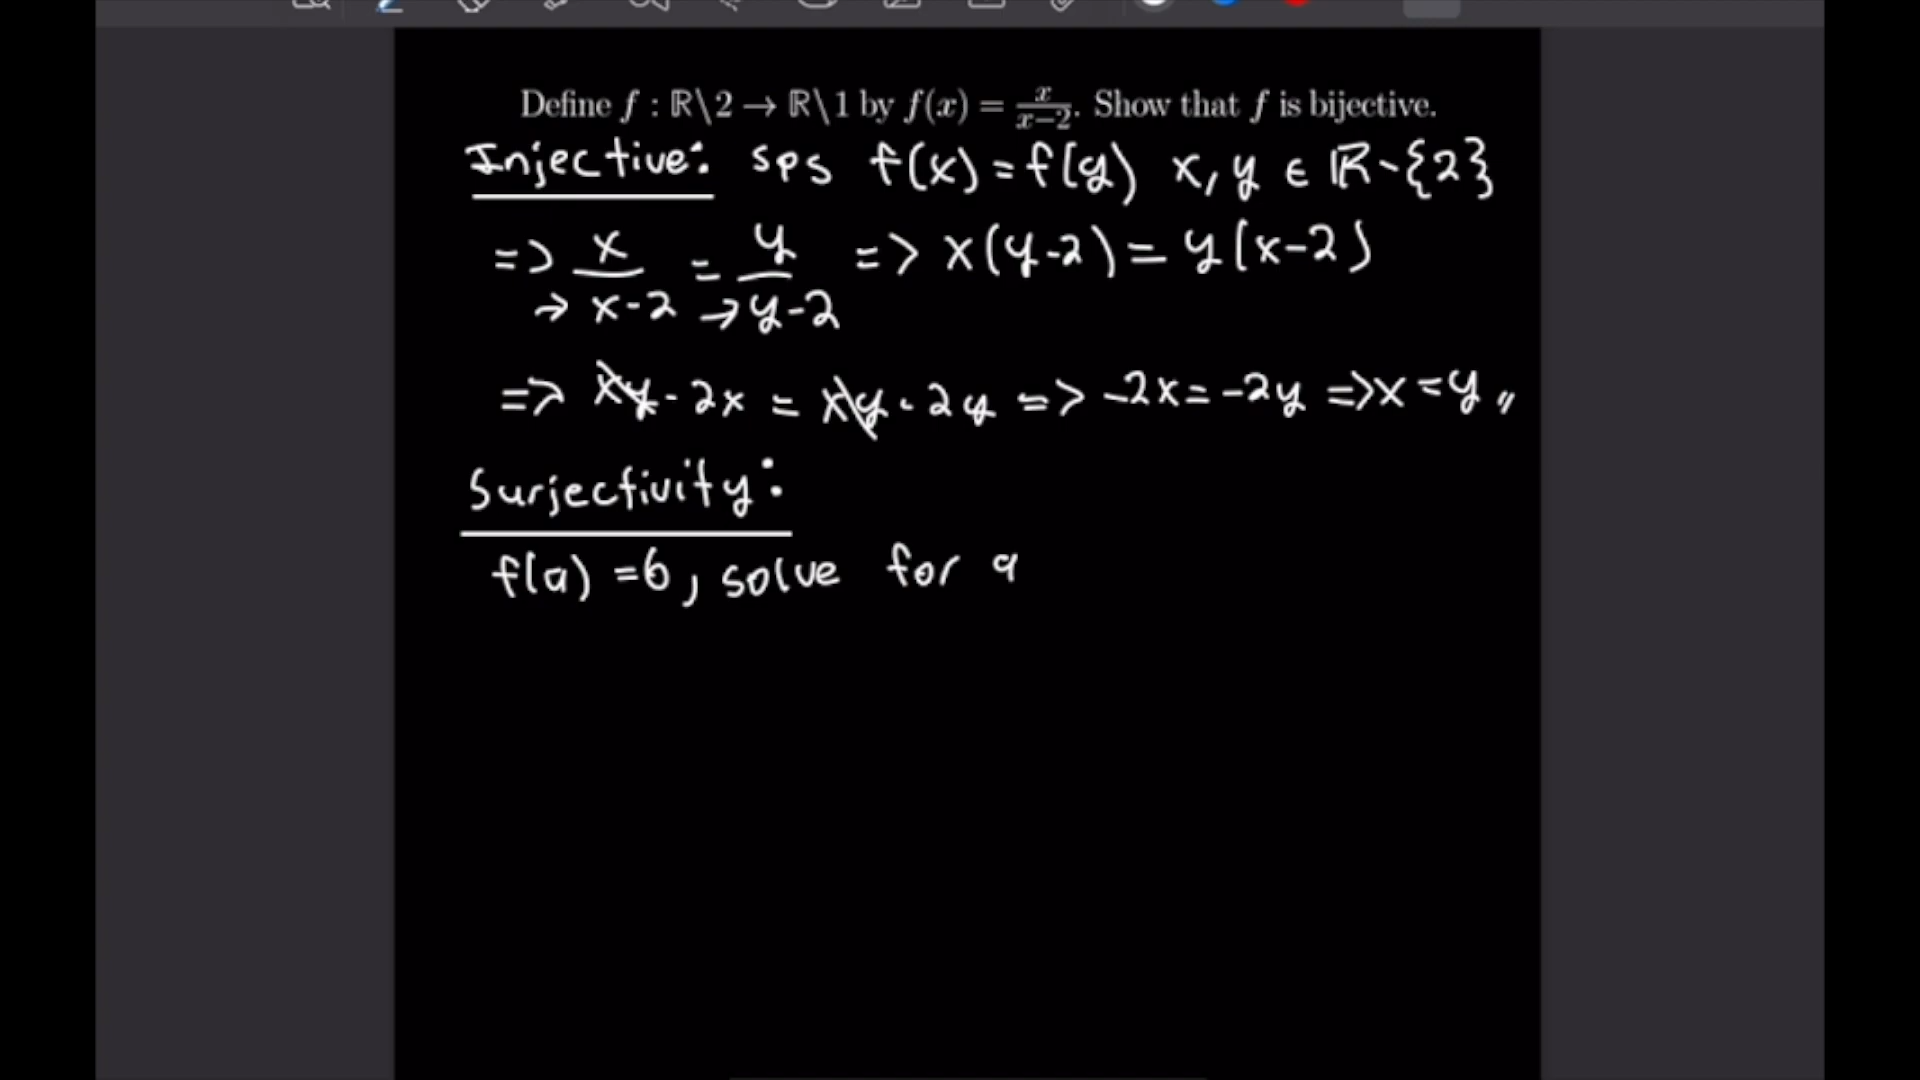 Define f : ℝ\2 → ℝ\1 by f(x) = x/(x−2). Show that f is bijective.
Injective: sps f(x) = f(y) x, y ∈ ℝ-{2}
=> x/(x-2) = y/(y-2) => x(y-2) = y(x-2)
→ →
=> xy - 2x = xy - 2y => -2x = -2y => x = y //
Surjectivity:
f(a) = b, solve for a